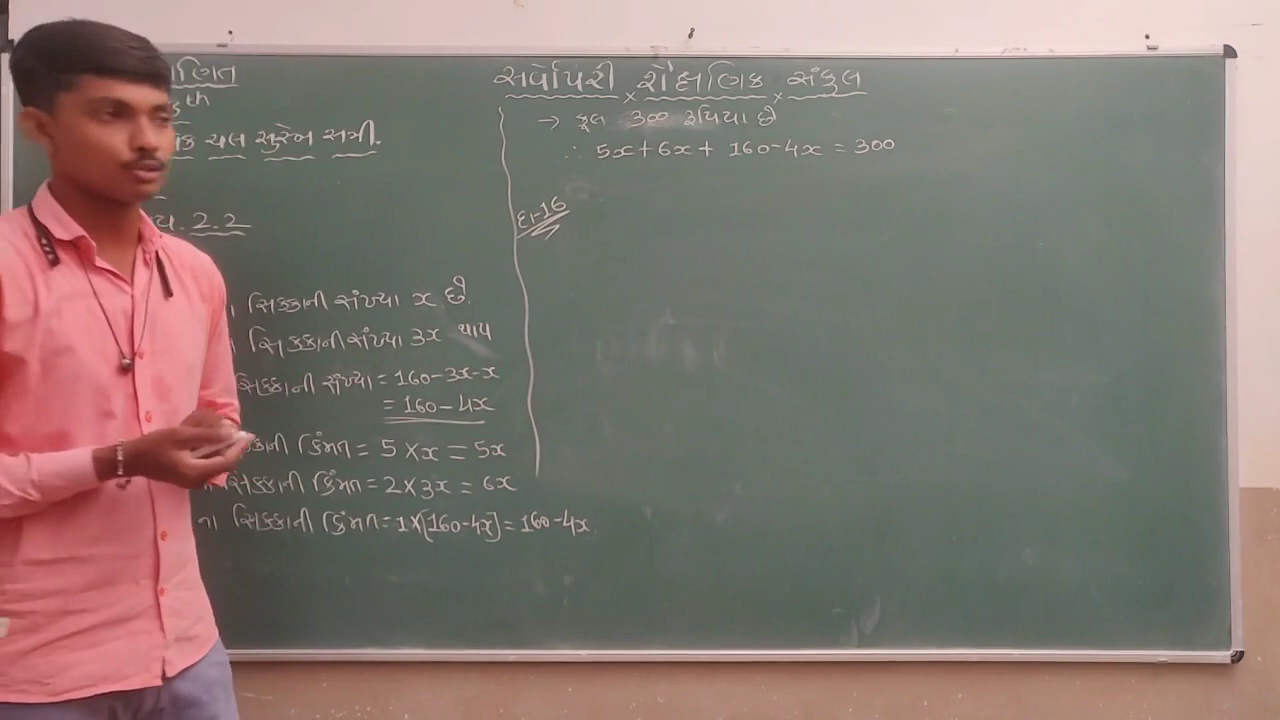 સર્વોપરી × શૈક્ષણિક × સંકુલ
ચલ સુરેખ સમી.
2.2
સિક્કાની સંખ્યા x છે.
સિક્કાની સંખ્યા 3x થાય
સિક્કાની સંખ્યા = 160-3x-x
= 160-4x
કિંમત = 5 × x = 5x
સિક્કાની કિંમત = 2 × 3x = 6x
ના સિક્કાની કિંમત = 1×[160-4x] = 160-4x
→ કૂલ 300 રૂપિયા છે
∴ 5x+6x+ 160-4x = 300
દા-16